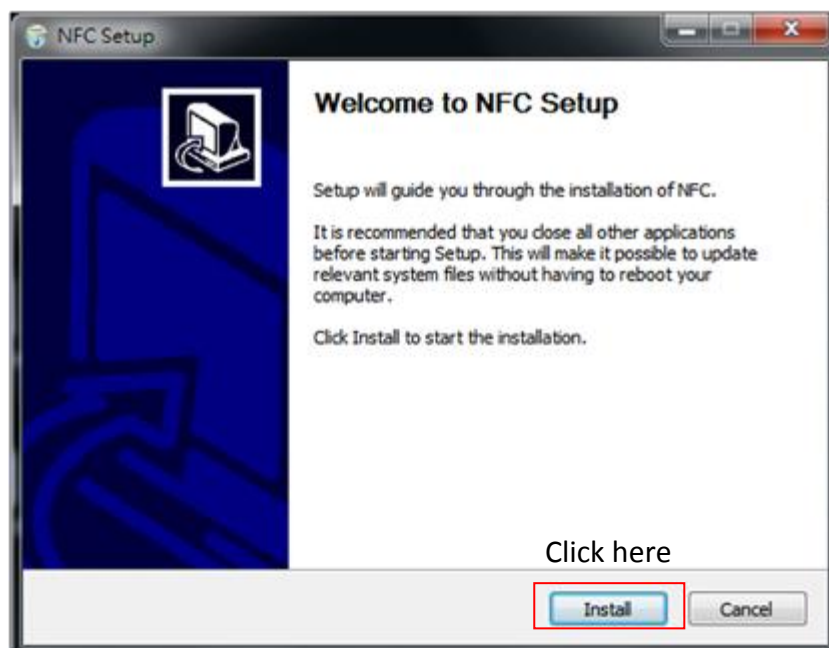 NFC Setup
Welcome to NFC Setup
Setup will guide you through the installation of NFC.
It is recommended that you close all other applications
before starting Setup. This will make it possible to update
relevant system files without having to reboot your
computer.
Click Install to start the installation.
Click here
Install
Cancel